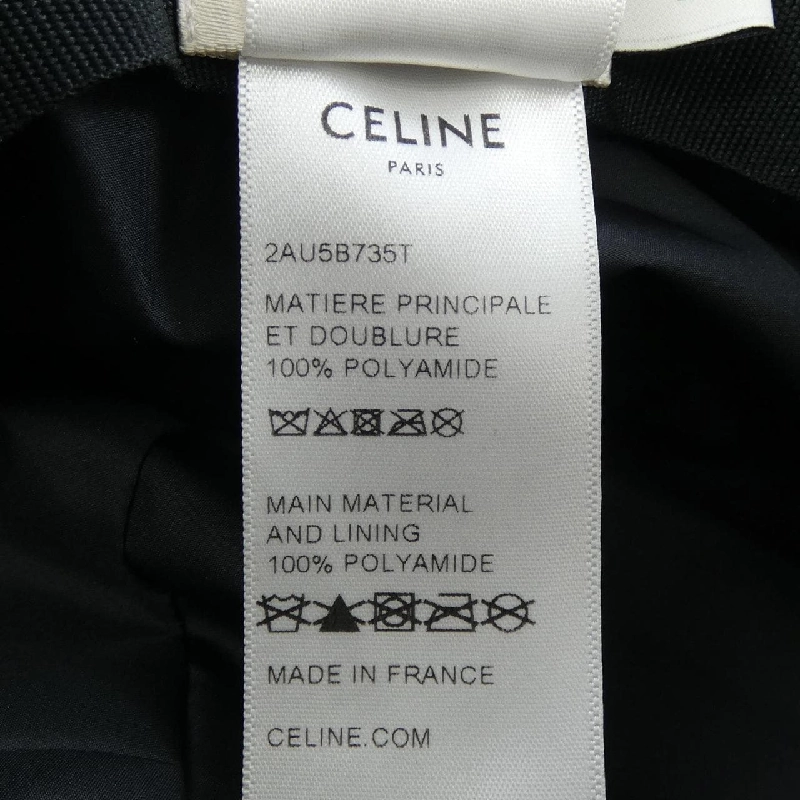 CELINE
PARIS
2AU5B735T
MATIERE PRINCIPALE
ET DOUBLURE
100% POLYAMIDE
MAIN MATERIAL
AND LINING
100% POLYAMIDE
MADE IN FRANCE
CELINE.COM